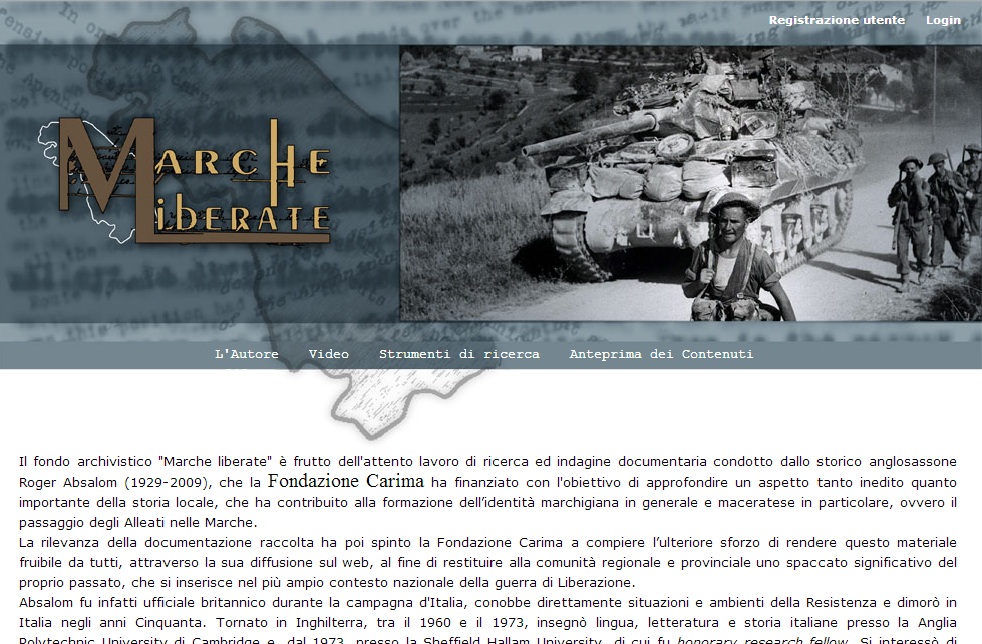 Registrazione utente Login
MARCHE
LIBERATE
L'Autore Video Strumenti di ricerca Anteprima dei Contenuti
Il fondo archivistico "Marche liberate" è frutto dell'attento lavoro di ricerca ed indagine documentaria condotto dallo storico anglosassone
Roger Absalom (1929-2009), che la Fondazione Carima ha finanziato con l'obiettivo di approfondire un aspetto tanto inedito quanto
importante della storia locale, che ha contribuito alla formazione dell’identità marchigiana in generale e maceratese in particolare, ovvero il
passaggio degli Alleati nelle Marche.
La rilevanza della documentazione raccolta ha poi spinto la Fondazione Carima a compiere l’ulteriore sforzo di rendere questo materiale
fruibile da tutti, attraverso la sua diffusione sul web, al fine di restituire alla comunità regionale e provinciale uno spaccato significativo del
proprio passato, che si inserisce nel più ampio contesto nazionale della guerra di Liberazione.
Absalom fu infatti ufficiale britannico durante la campagna d'Italia, conobbe direttamente situazioni e ambienti della Resistenza e dimorò in
Italia negli anni Cinquanta. Tornato in Inghilterra, tra il 1960 e il 1973, insegnò lingua, letteratura e storia italiane presso la Anglia
Polytechnic University di Cambridge e, dal 1973, presso la Sheffield Hallam University, di cui fu honorary research fellow. Si interessò di